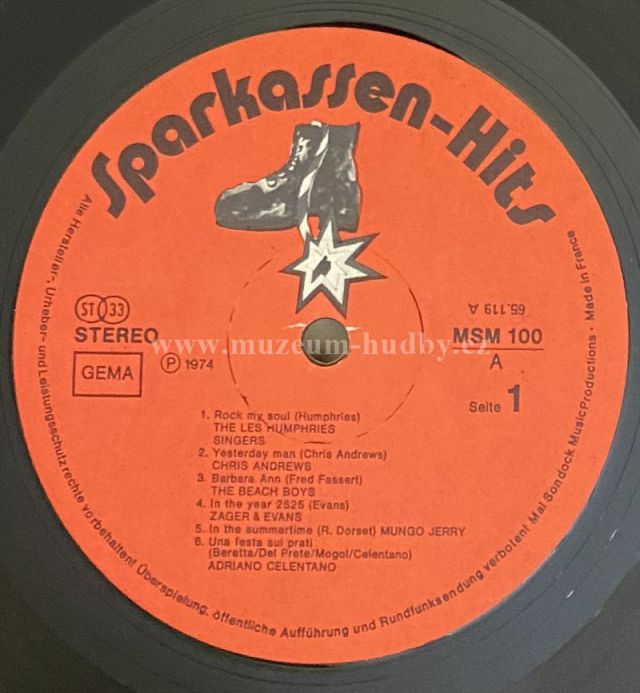 Sparkassen-Hits
ST 33
STEREO
GEMA
℗ 1974
65.119 A
MSM 100
A
Seite 1
www.muzeum-hudby.cz
1. Rock my soul (Humphries)
THE LES HUMPHRIES
SINGERS
2. Yesterday man (Chris Andrews)
CHRIS ANDREWS
3. Barbara Ann (Fred Fassert)
THE BEACH BOYS
4. In the year 2525 (Evans)
ZAGER & EVANS
5. In the summertime (R. Dorset) MUNGO JERRY
6. Una festa sui prati
(Beretta/Del Prete/Mogol/Celentano)
ADRIANO CELENTANO
Alle Hersteller-, Urheber- und Leistungsschutzrechte vorbehalten! Überspielung, öffentliche Aufführung und Rundfunksendung verboten! Mal Sondock MusicProductions - Made in France